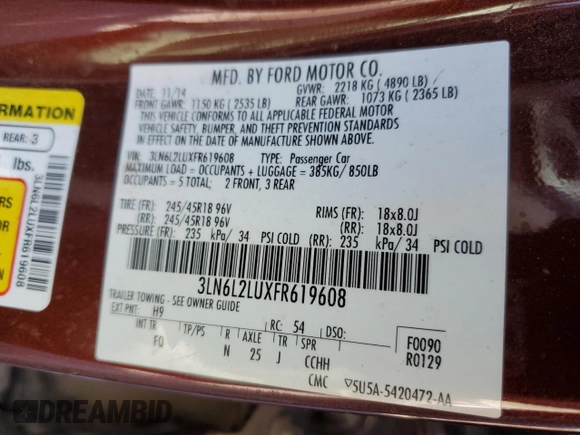 MFD. BY FORD MOTOR CO.
DATE: 11/14 GVWR: 2218 KG ( 4890 LB)
FRONT GAWR: 1150 KG ( 2535 LB) REAR GAWR: 1073 KG ( 2365 LB)
THIS VEHICLE CONFORMS TO ALL APPLICABLE FEDERAL MOTOR
VEHICLE SAFETY, BUMPER, AND THEFT PREVENTION STANDARDS
IN EFFECT ON THE DATE OF MANUFACTURE SHOWN ABOVE.
VIN: 3LN6L2LUXFR619608 TYPE: Passenger Car
MAXIMUM LOAD = OCCUPANTS + LUGGAGE = 385KG/ 850LB
OCCUPANTS = 5 TOTAL 2 FRONT, 3 REAR
TIRE (FR): 245/45R18 96V RIMS (FR): 18x8.0J
(RR): 245/45R18 96V (RR): 18x8.0J
PRESSURE (FR): 235 kPa/ 34 PSI COLD (RR): 235 kPa/ 34 PSI COLD
3LN6L2LUXFR619608
TRAILER TOWING - SEE OWNER GUIDE
EXT PNT: H9 RC: 54 DSO: F0090
INT TR TP/PS R AXLE TR SPR R0129
FQ N 25 J CCHH
CMC ▽5U5A-5420472-AA
ORMATION
REAR: 3
lbs.
RS
OR
3LN6L2LUXFR619608
DREAMBID